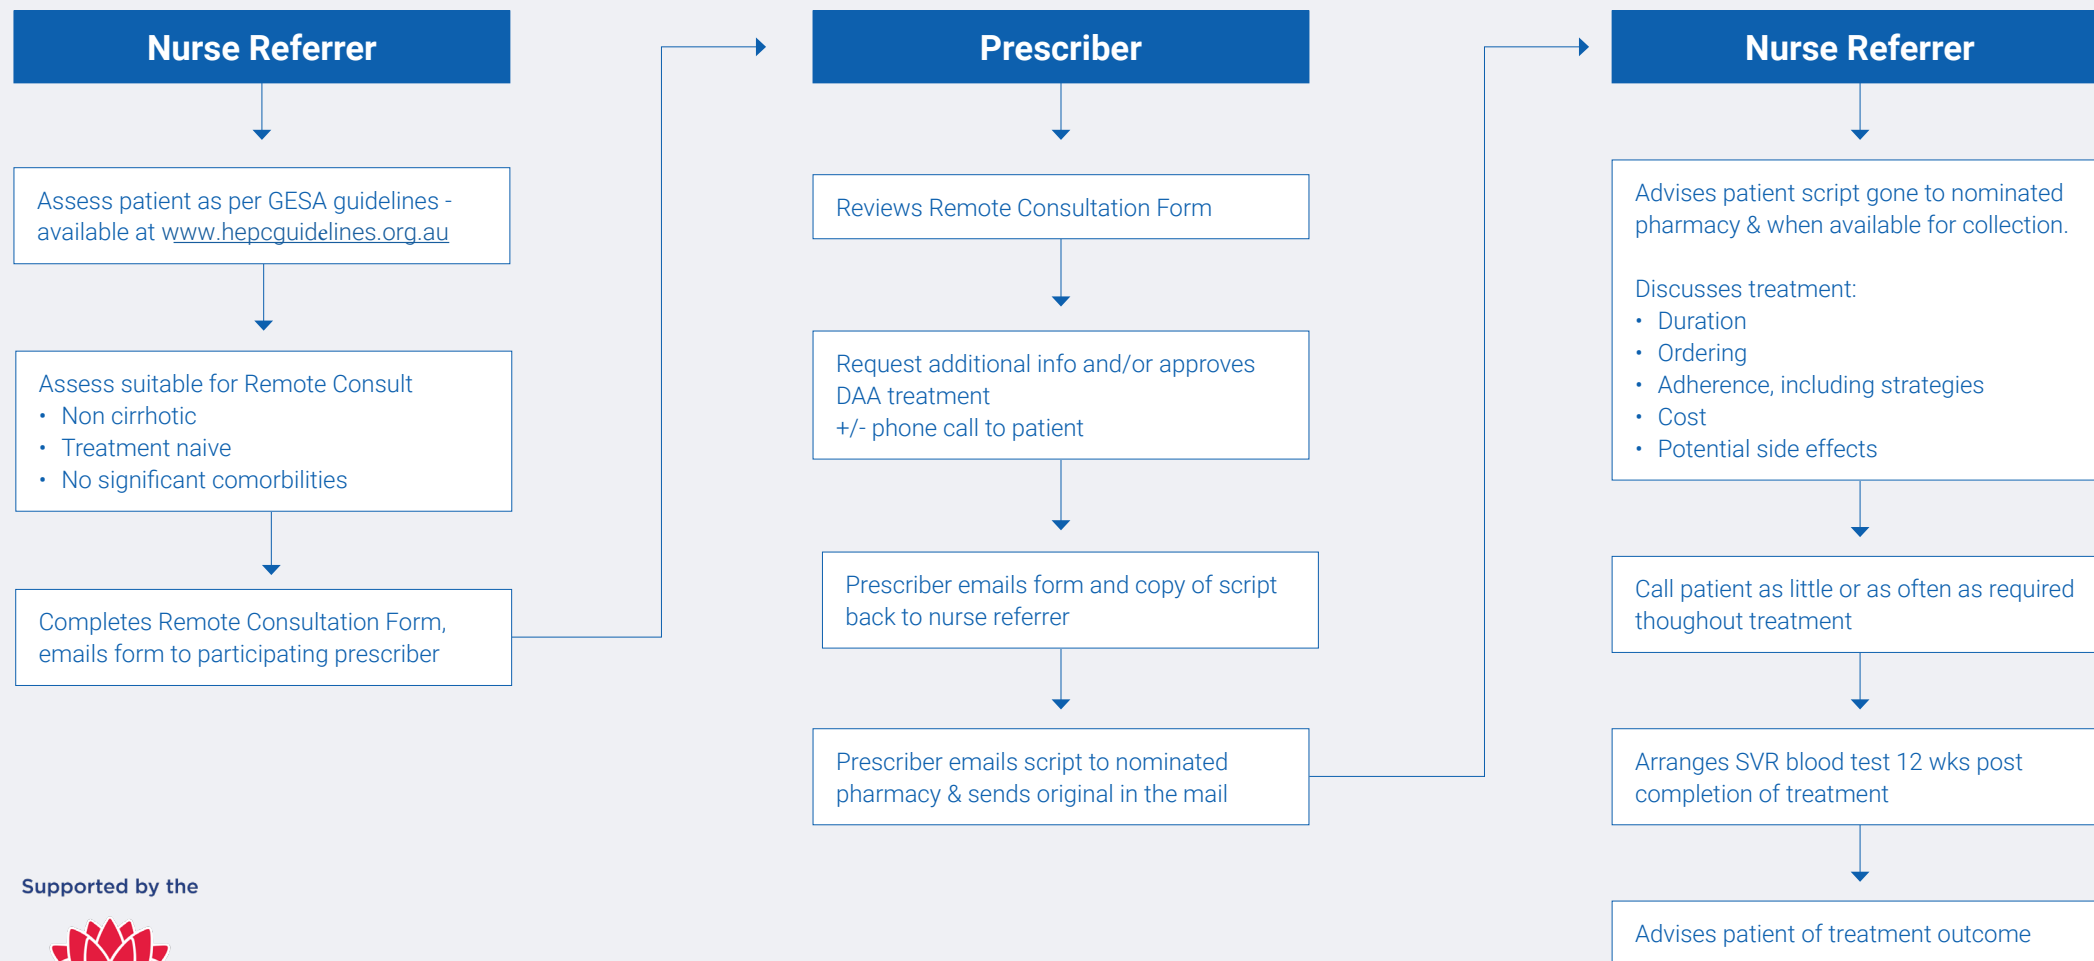 Nurse Referrer
Assess patient as per GESA guidelines -
available at www.hepcguidelines.org.au
Assess suitable for Remote Consult
• Non cirrhotic
• Treatment naive
• No significant comorbilities
Completes Remote Consultation Form,
emails form to participating prescriber
Prescriber
Reviews Remote Consultation Form
Request additional info and/or approves
DAA treatment
+/- phone call to patient
Prescriber emails form and copy of script
back to nurse referrer
Prescriber emails script to nominated
pharmacy & sends original in the mail
Nurse Referrer
Advises patient script gone to nominated
pharmacy & when available for collection.
Discusses treatment:
• Duration
• Ordering
• Adherence, including strategies
• Cost
• Potential side effects
Call patient as little or as often as required
thoughout treatment
Arranges SVR blood test 12 wks post
completion of treatment
Advises patient of treatment outcome
Supported by the